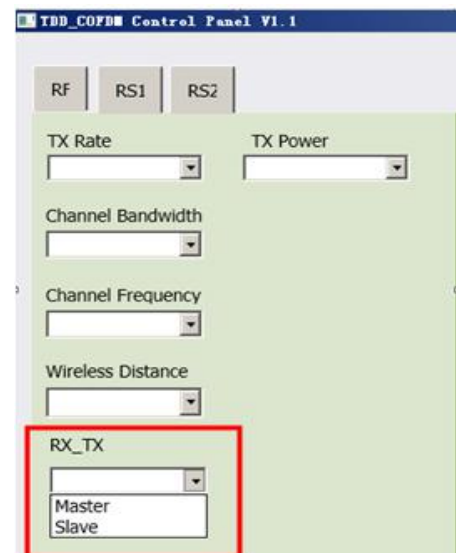 TDD_COFDM Control Panel V1.1
RF RS1 RS2
TX Rate TX Power
Channel Bandwidth
Channel Frequency
Wireless Distance
RX_TX
Master
Slave